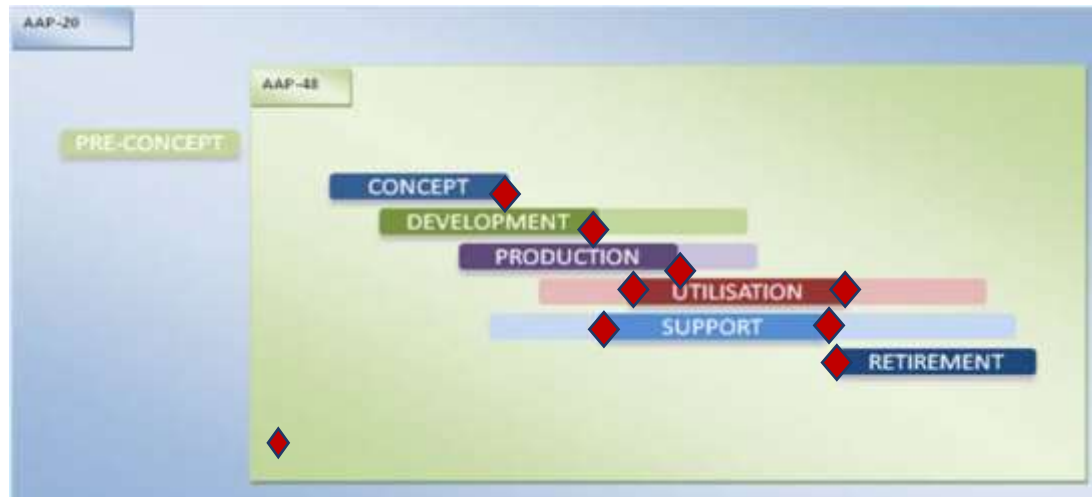 AAP-20
AAP-48
PRE-CONCEPT
CONCEPT
DEVELOPMENT
PRODUCTION
UTILISATION
SUPPORT
RETIREMENT